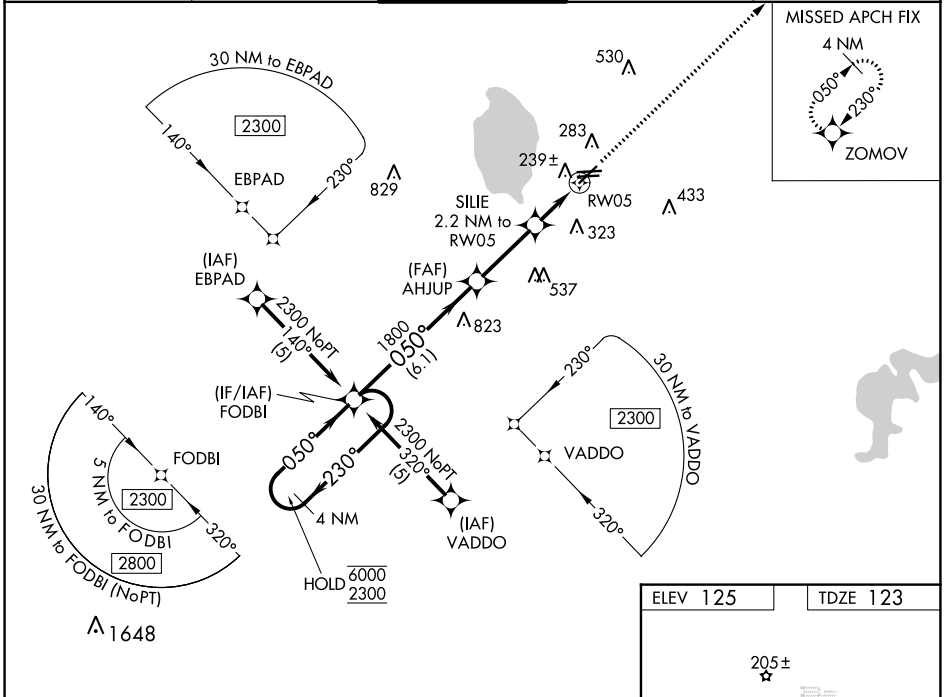 MISSED APCH FIX
4 NM
050°
230°
ZOMOV
30 NM to EBPAD
2300
140°
230°
EBPAD
829
530
283
239±
RW05
433
323
SILIE
2.2 NM to
RW05
(FAF)
AHJUP
537
823
(IAF)
EBPAD
2300 NoPT
140°
(5)
1800
050°
(6.1)
(IF/IAF)
FODBI
050°
230°
4 NM
HOLD 6000
2300
2300 NoPT
320°
(5)
(IAF)
VADDO
230°
30 NM to VADDO
2300
VADDO
320°
140°
FODBI
5 NM to FODBI
2300
320°
30 NM to FODBI (NoPT)
2800
1648
ELEV 125
TDZE 123
205±